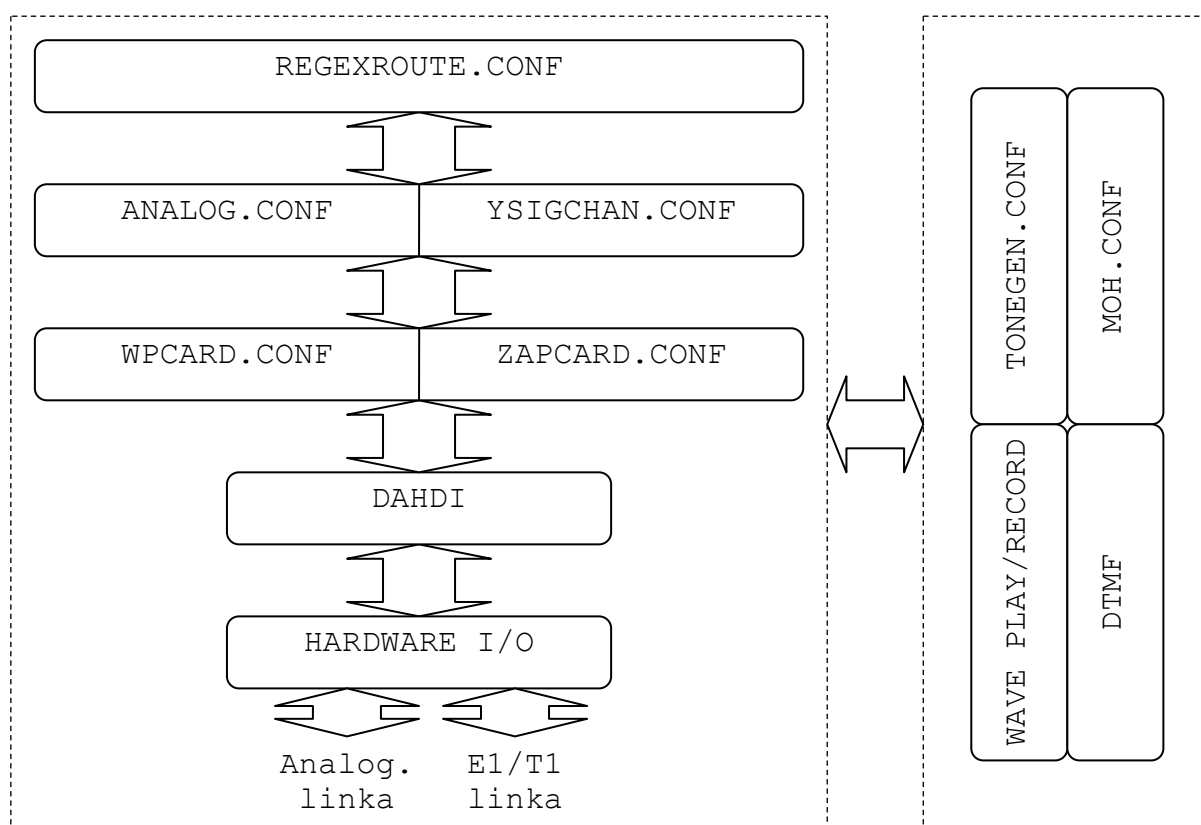 REGEXROUTE.CONF
ANALOG.CONF
YSIGCHAN.CONF
WPCARD.CONF
ZAPCARD.CONF
DAHDI
HARDWARE I/O
Analog.
linka
E1/T1
linka
TONEGEN.CONF
MOH.CONF
WAVE PLAY/RECORD
DTMF